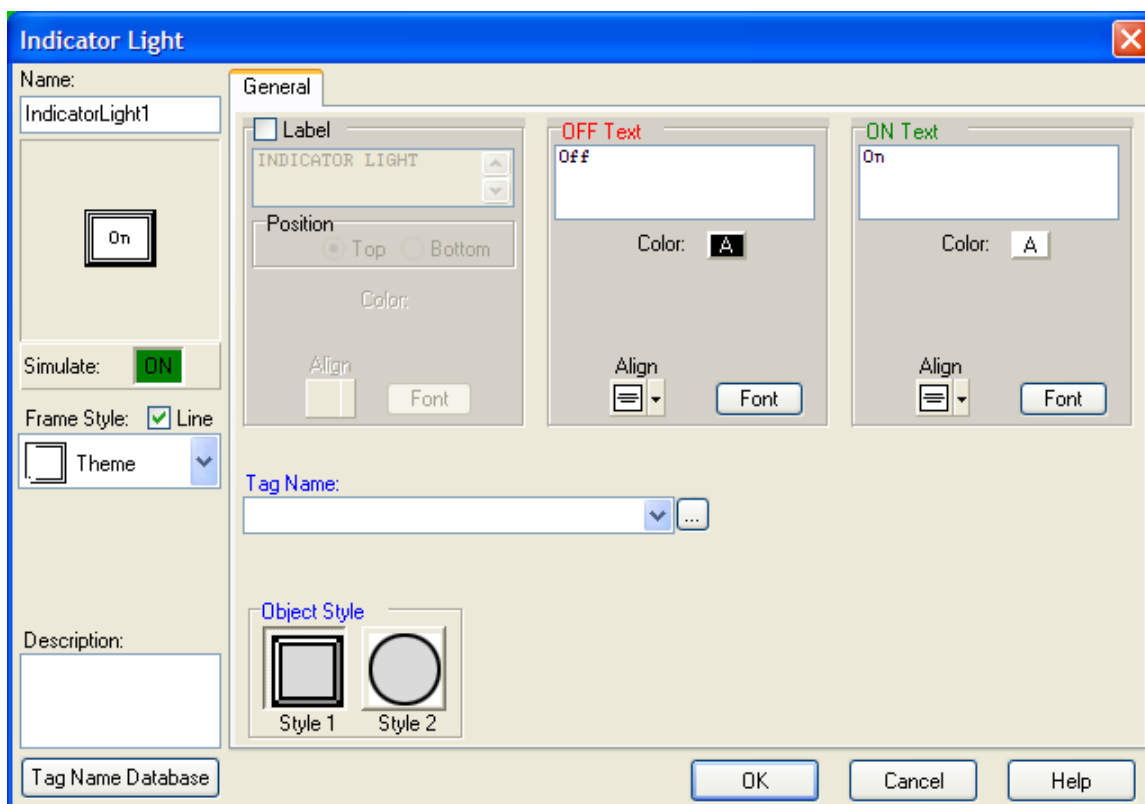 Indicator Light
Name:
IndicatorLight1
On
Simulate: ON
Frame Style: Line
Theme
Description:
Tag Name Database
General
Label
INDICATOR LIGHT
Position
Top Bottom
Color:
Align
Font
OFF Text
Off
Color: A
Align
Font
ON Text
On
Color: A
Align
Font
Tag Name:
...
Object Style
Style 1 Style 2
OK Cancel Help